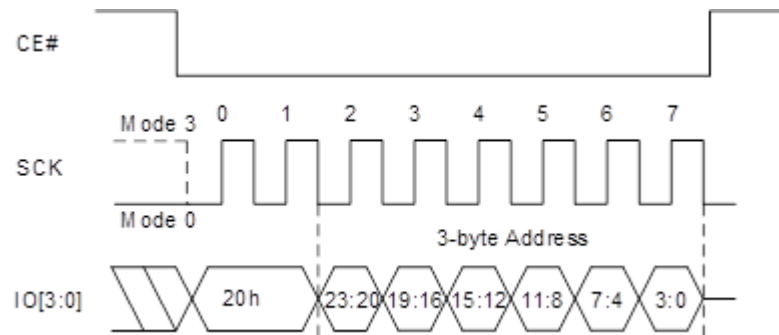 CE#
0 1 2 3 4 5 6 7
Mode 3
SCK
Mode 0
3-byte Address
IO[3:0] 20h 23:20 19:16 15:12 11:8 7:4 3:0